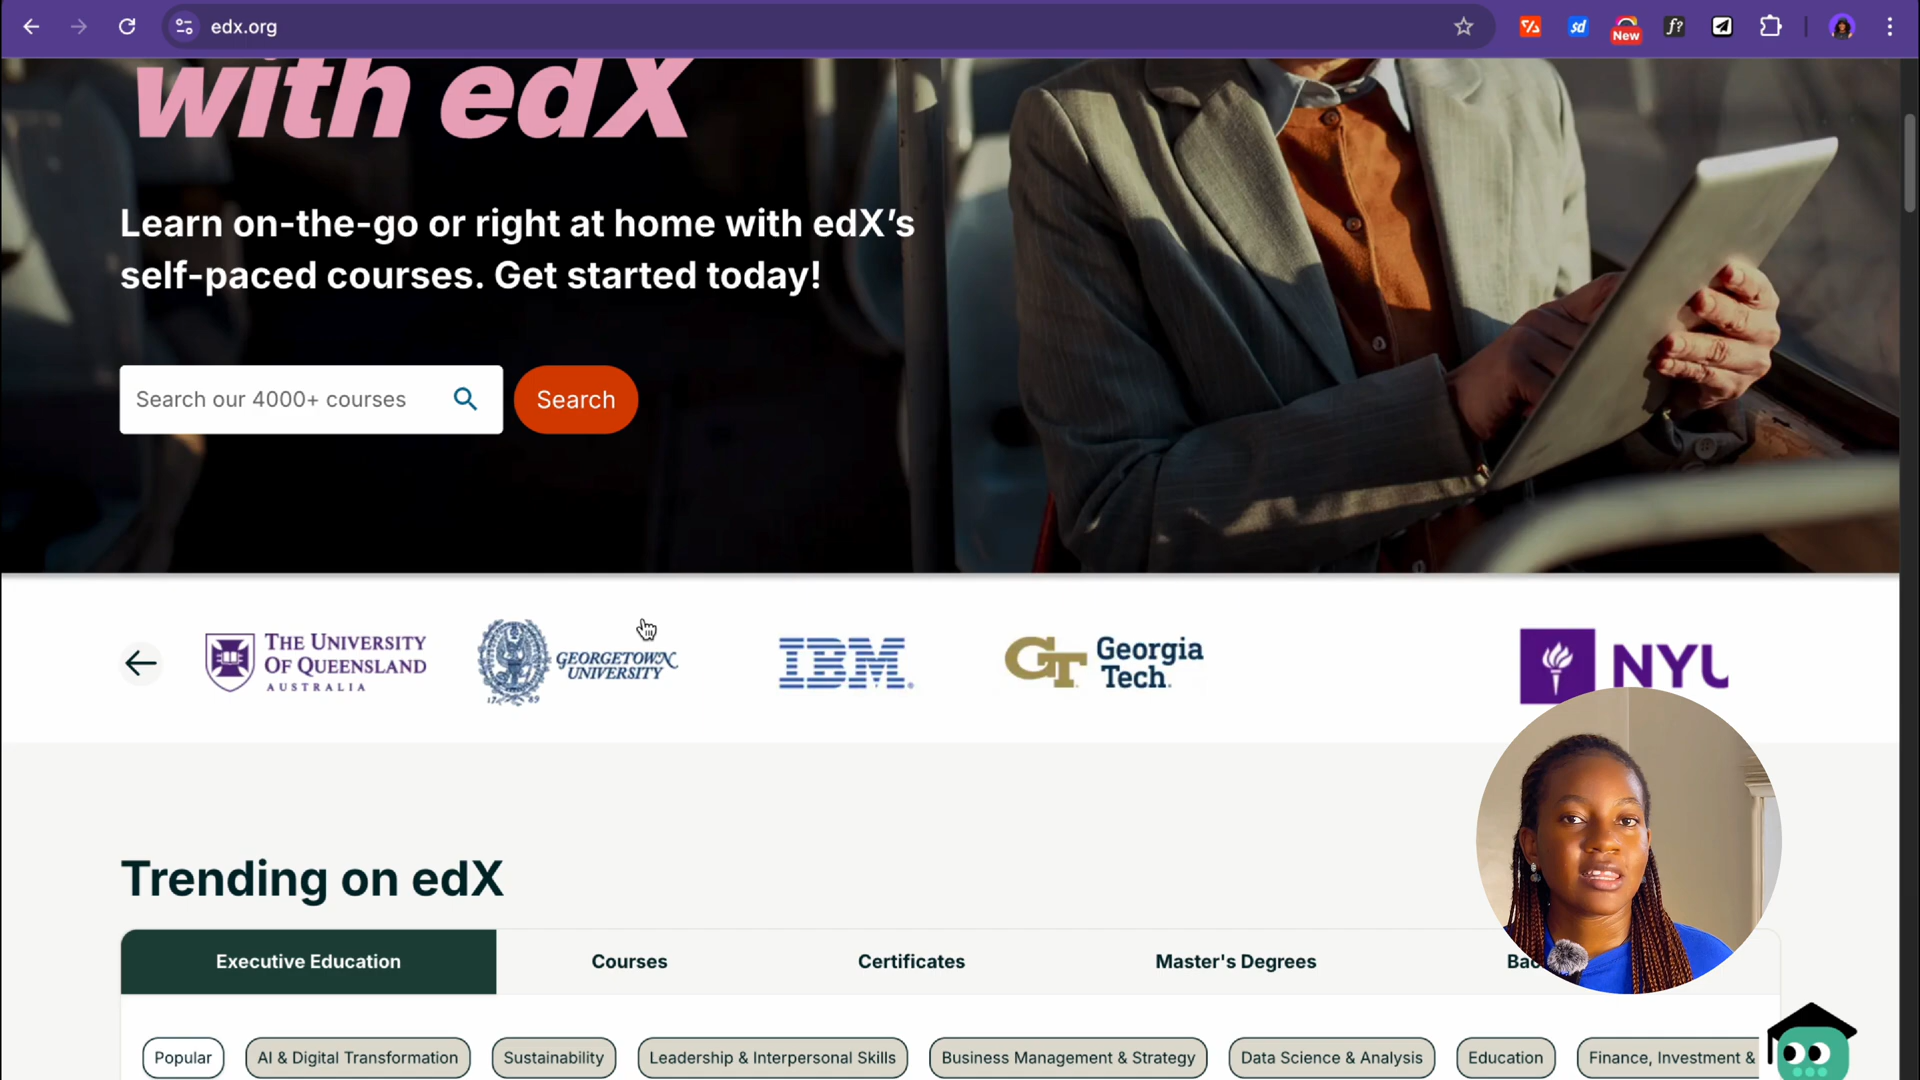 edx.org
New
f?
with edX
Learn on-the-go or right at home with edX’s
self-paced courses. Get started today!
Search our 4000+ courses
Search
THE UNIVERSITY
OF QUEENSLAND
AUSTRALIA
GEORGETOWN
UNIVERSITY
17 89
IBM
GT Georgia
Tech.
NYU
Trending on edX
Executive Education
Courses
Certificates
Master's Degrees
Popular
AI & Digital Transformation
Sustainability
Leadership & Interpersonal Skills
Business Management & Strategy
Data Science & Analysis
Education
Finance, Investment &